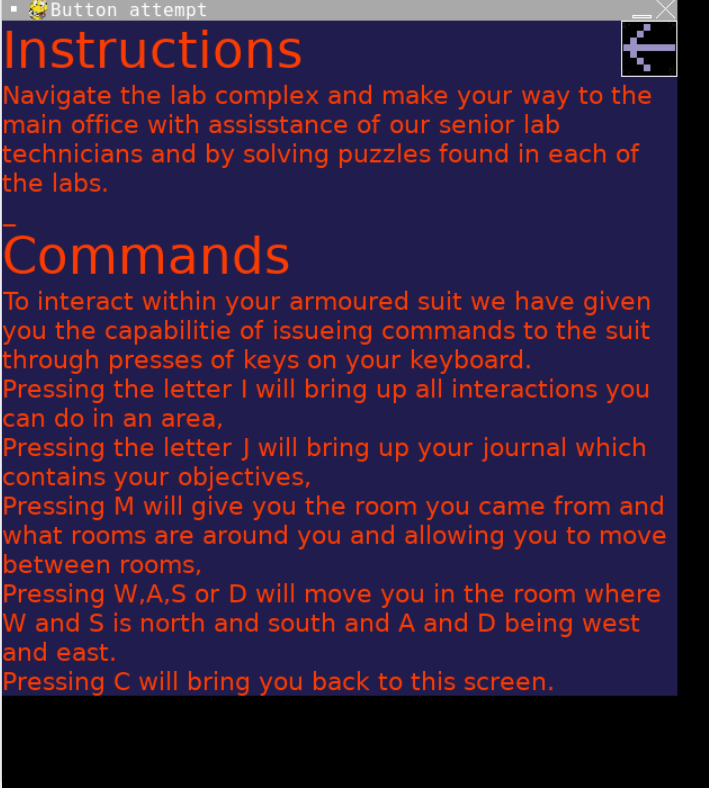 Button attempt
Instructions
Navigate the lab complex and make your way to the
main office with assisstance of our senior lab
technicians and by solving puzzles found in each of
the labs.
_
Commands
To interact within your armoured suit we have given
you the capabilitie of issueing commands to the suit
through presses of keys on your keyboard.
Pressing the letter I will bring up all interactions you
can do in an area,
Pressing the letter J will bring up your journal which
contains your objectives,
Pressing M will give you the room you came from and
what rooms are around you and allowing you to move
between rooms,
Pressing W,A,S or D will move you in the room where
W and S is north and south and A and D being west
and east.
Pressing C will bring you back to this screen.